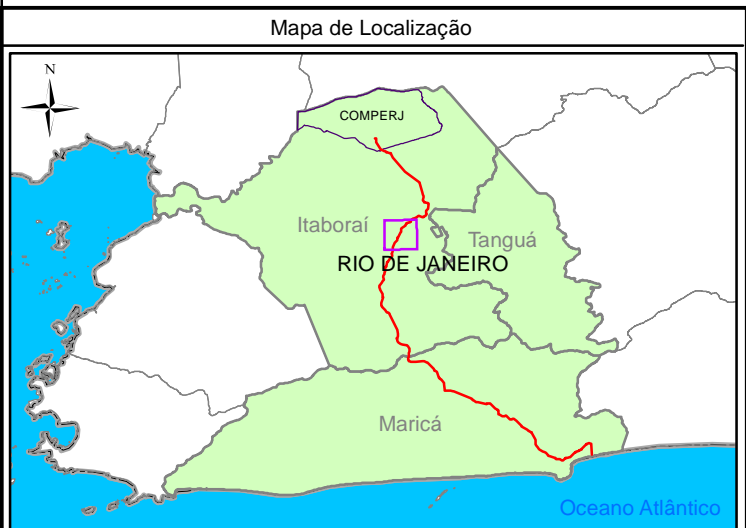 Mapa de Localização
N
COMPERJ
Itaboraí
Tanguá
RIO DE JANEIRO
Maricá
Oceano Atlântico